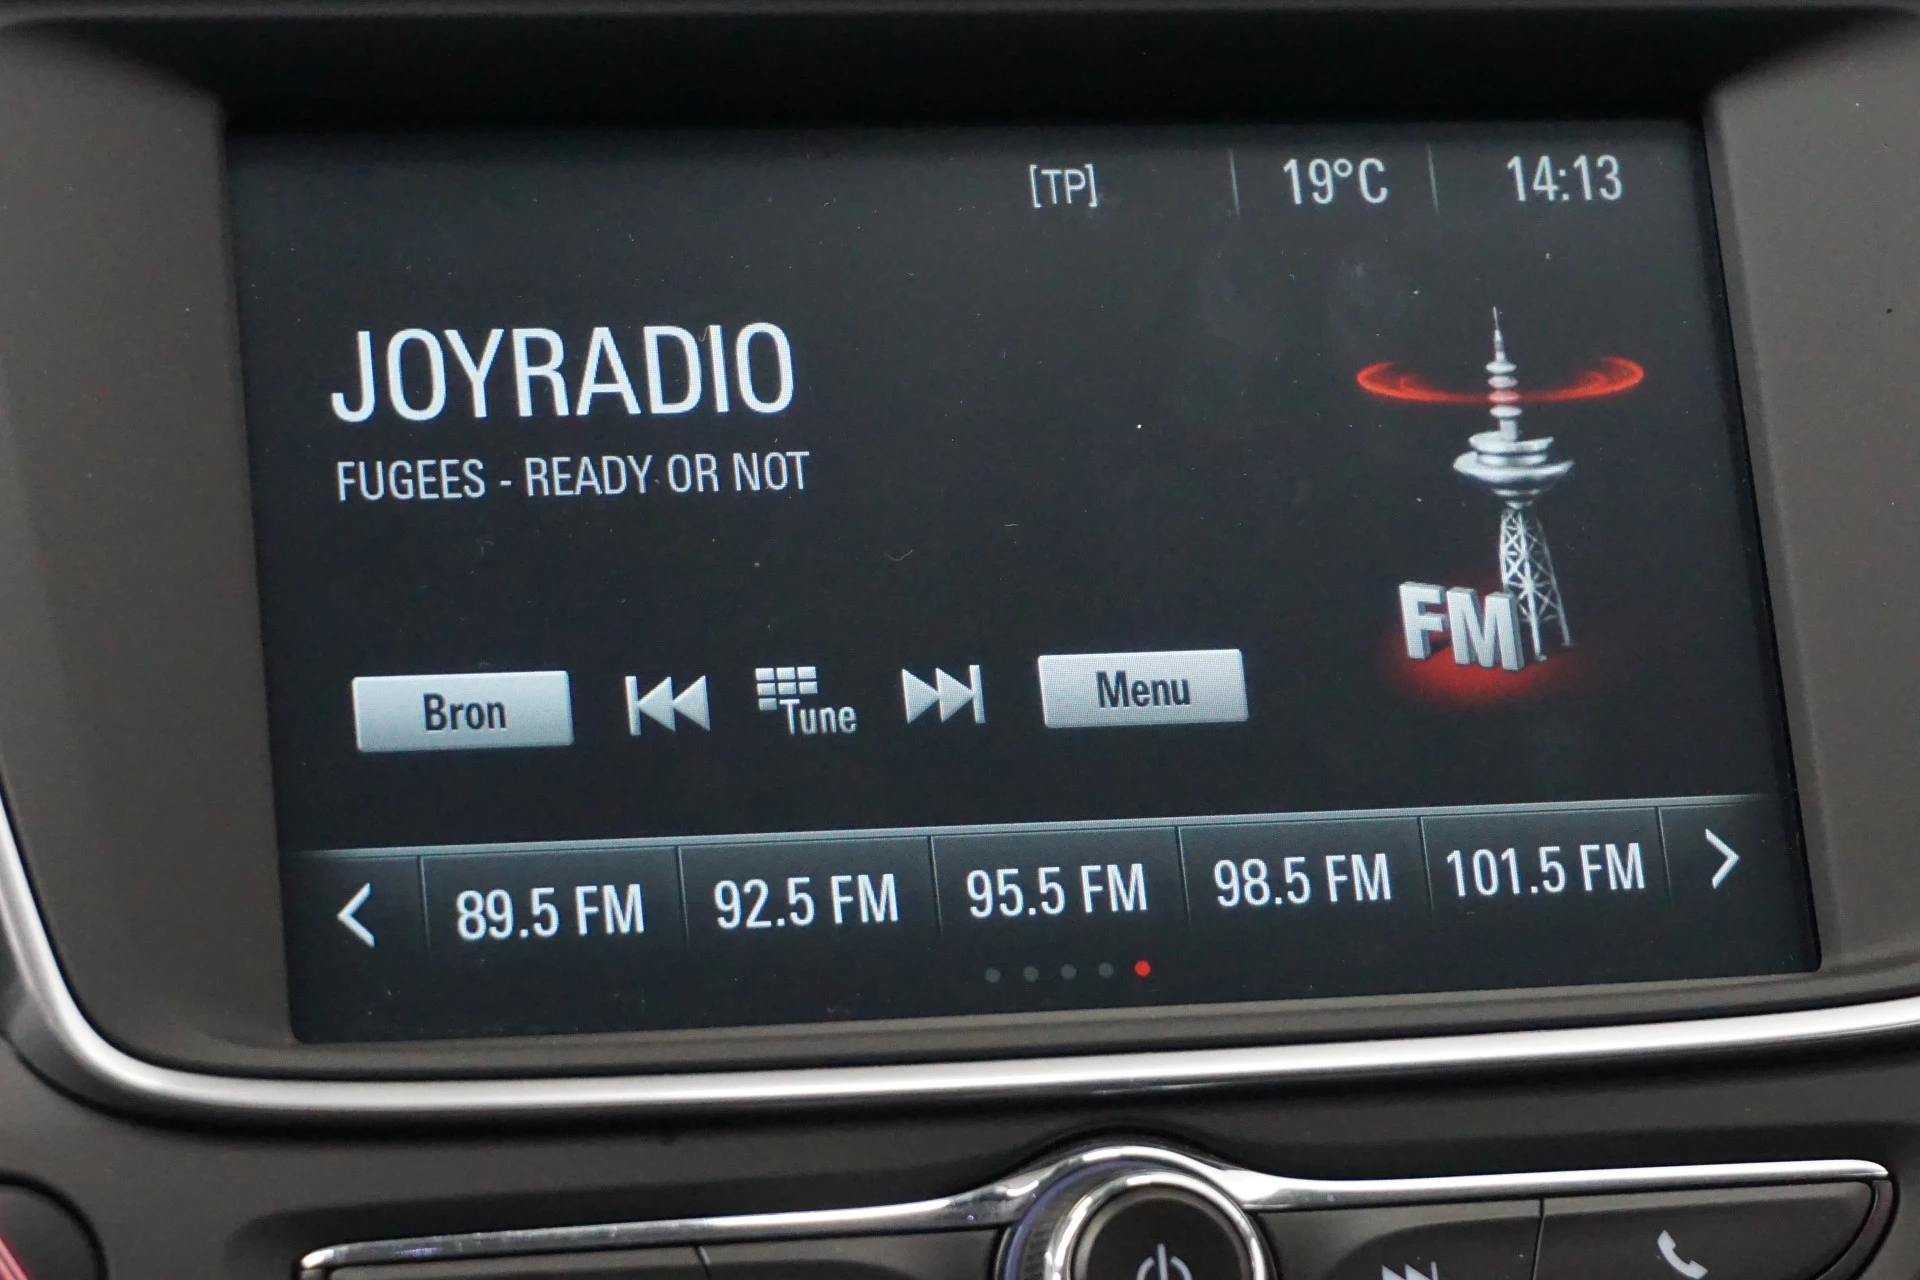 [TP] 19°C 14:13
JOYRADIO
FUGEES - READY OR NOT
FM
Bron Tune Menu
89.5 FM 92.5 FM 95.5 FM 98.5 FM 101.5 FM